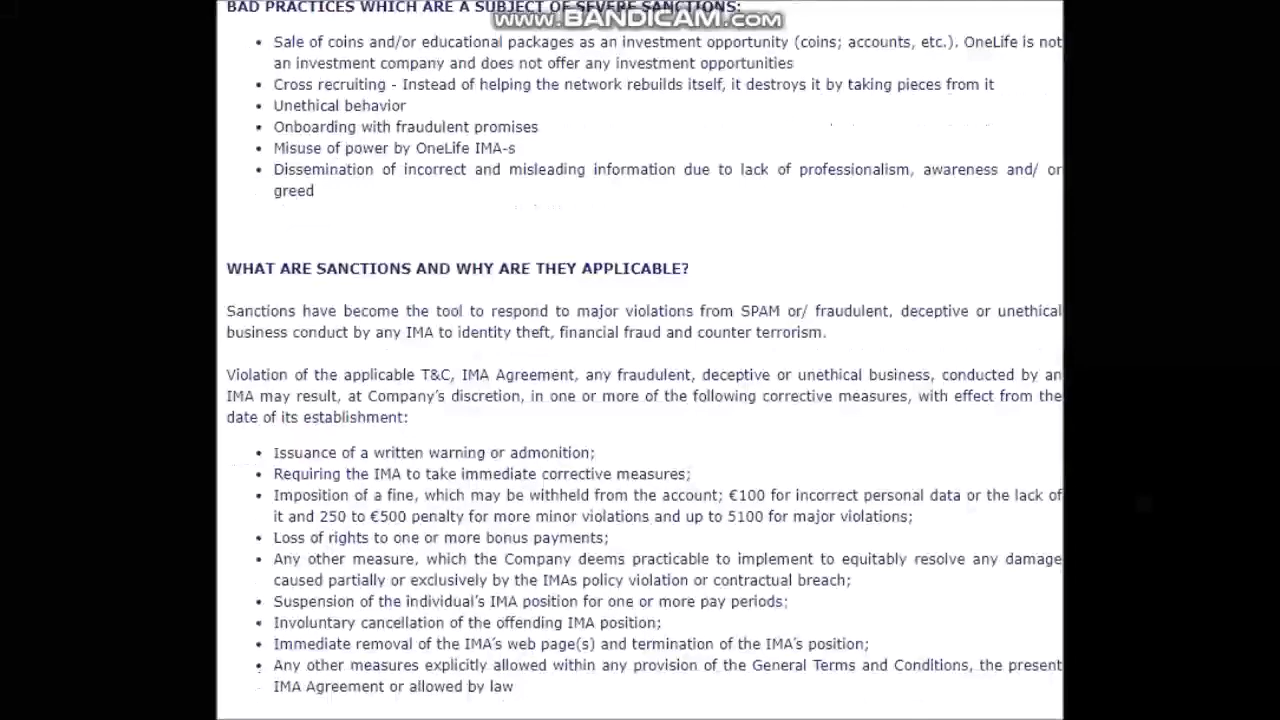 BAD PRACTICES WHICH ARE A SUBJECT OF SEVERE SANCTIONS:
www.BANDICAM.com
• Sale of coins and/or educational packages as an investment opportunity (coins; accounts, etc.). OneLife is not
an investment company and does not offer any investment opportunities
• Cross recruiting - Instead of helping the network rebuilds itself, it destroys it by taking pieces from it
• Unethical behavior
• Onboarding with fraudulent promises
• Misuse of power by OneLife IMA-s
• Dissemination of incorrect and misleading information due to lack of professionalism, awareness and/ or
greed
WHAT ARE SANCTIONS AND WHY ARE THEY APPLICABLE?
Sanctions have become the tool to respond to major violations from SPAM or/ fraudulent, deceptive or unethical
business conduct by any IMA to identity theft, financial fraud and counter terrorism.
Violation of the applicable T&C, IMA Agreement, any fraudulent, deceptive or unethical business, conducted by an
IMA may result, at Company's discretion, in one or more of the following corrective measures, with effect from the
date of its establishment:
• Issuance of a written warning or admonition;
• Requiring the IMA to take immediate corrective measures;
• Imposition of a fine, which may be withheld from the account; €100 for incorrect personal data or the lack of
it and 250 to €500 penalty for more minor violations and up to 5100 for major violations;
• Loss of rights to one or more bonus payments;
• Any other measure, which the Company deems practicable to implement to equitably resolve any damage
caused partially or exclusively by the IMAs policy violation or contractual breach;
• Suspension of the individual's IMA position for one or more pay periods;
• Involuntary cancellation of the offending IMA position;
• Immediate removal of the IMA's web page(s) and termination of the IMA's position;
• Any other measures explicitly allowed within any provision of the General Terms and Conditions, the present
IMA Agreement or allowed by law